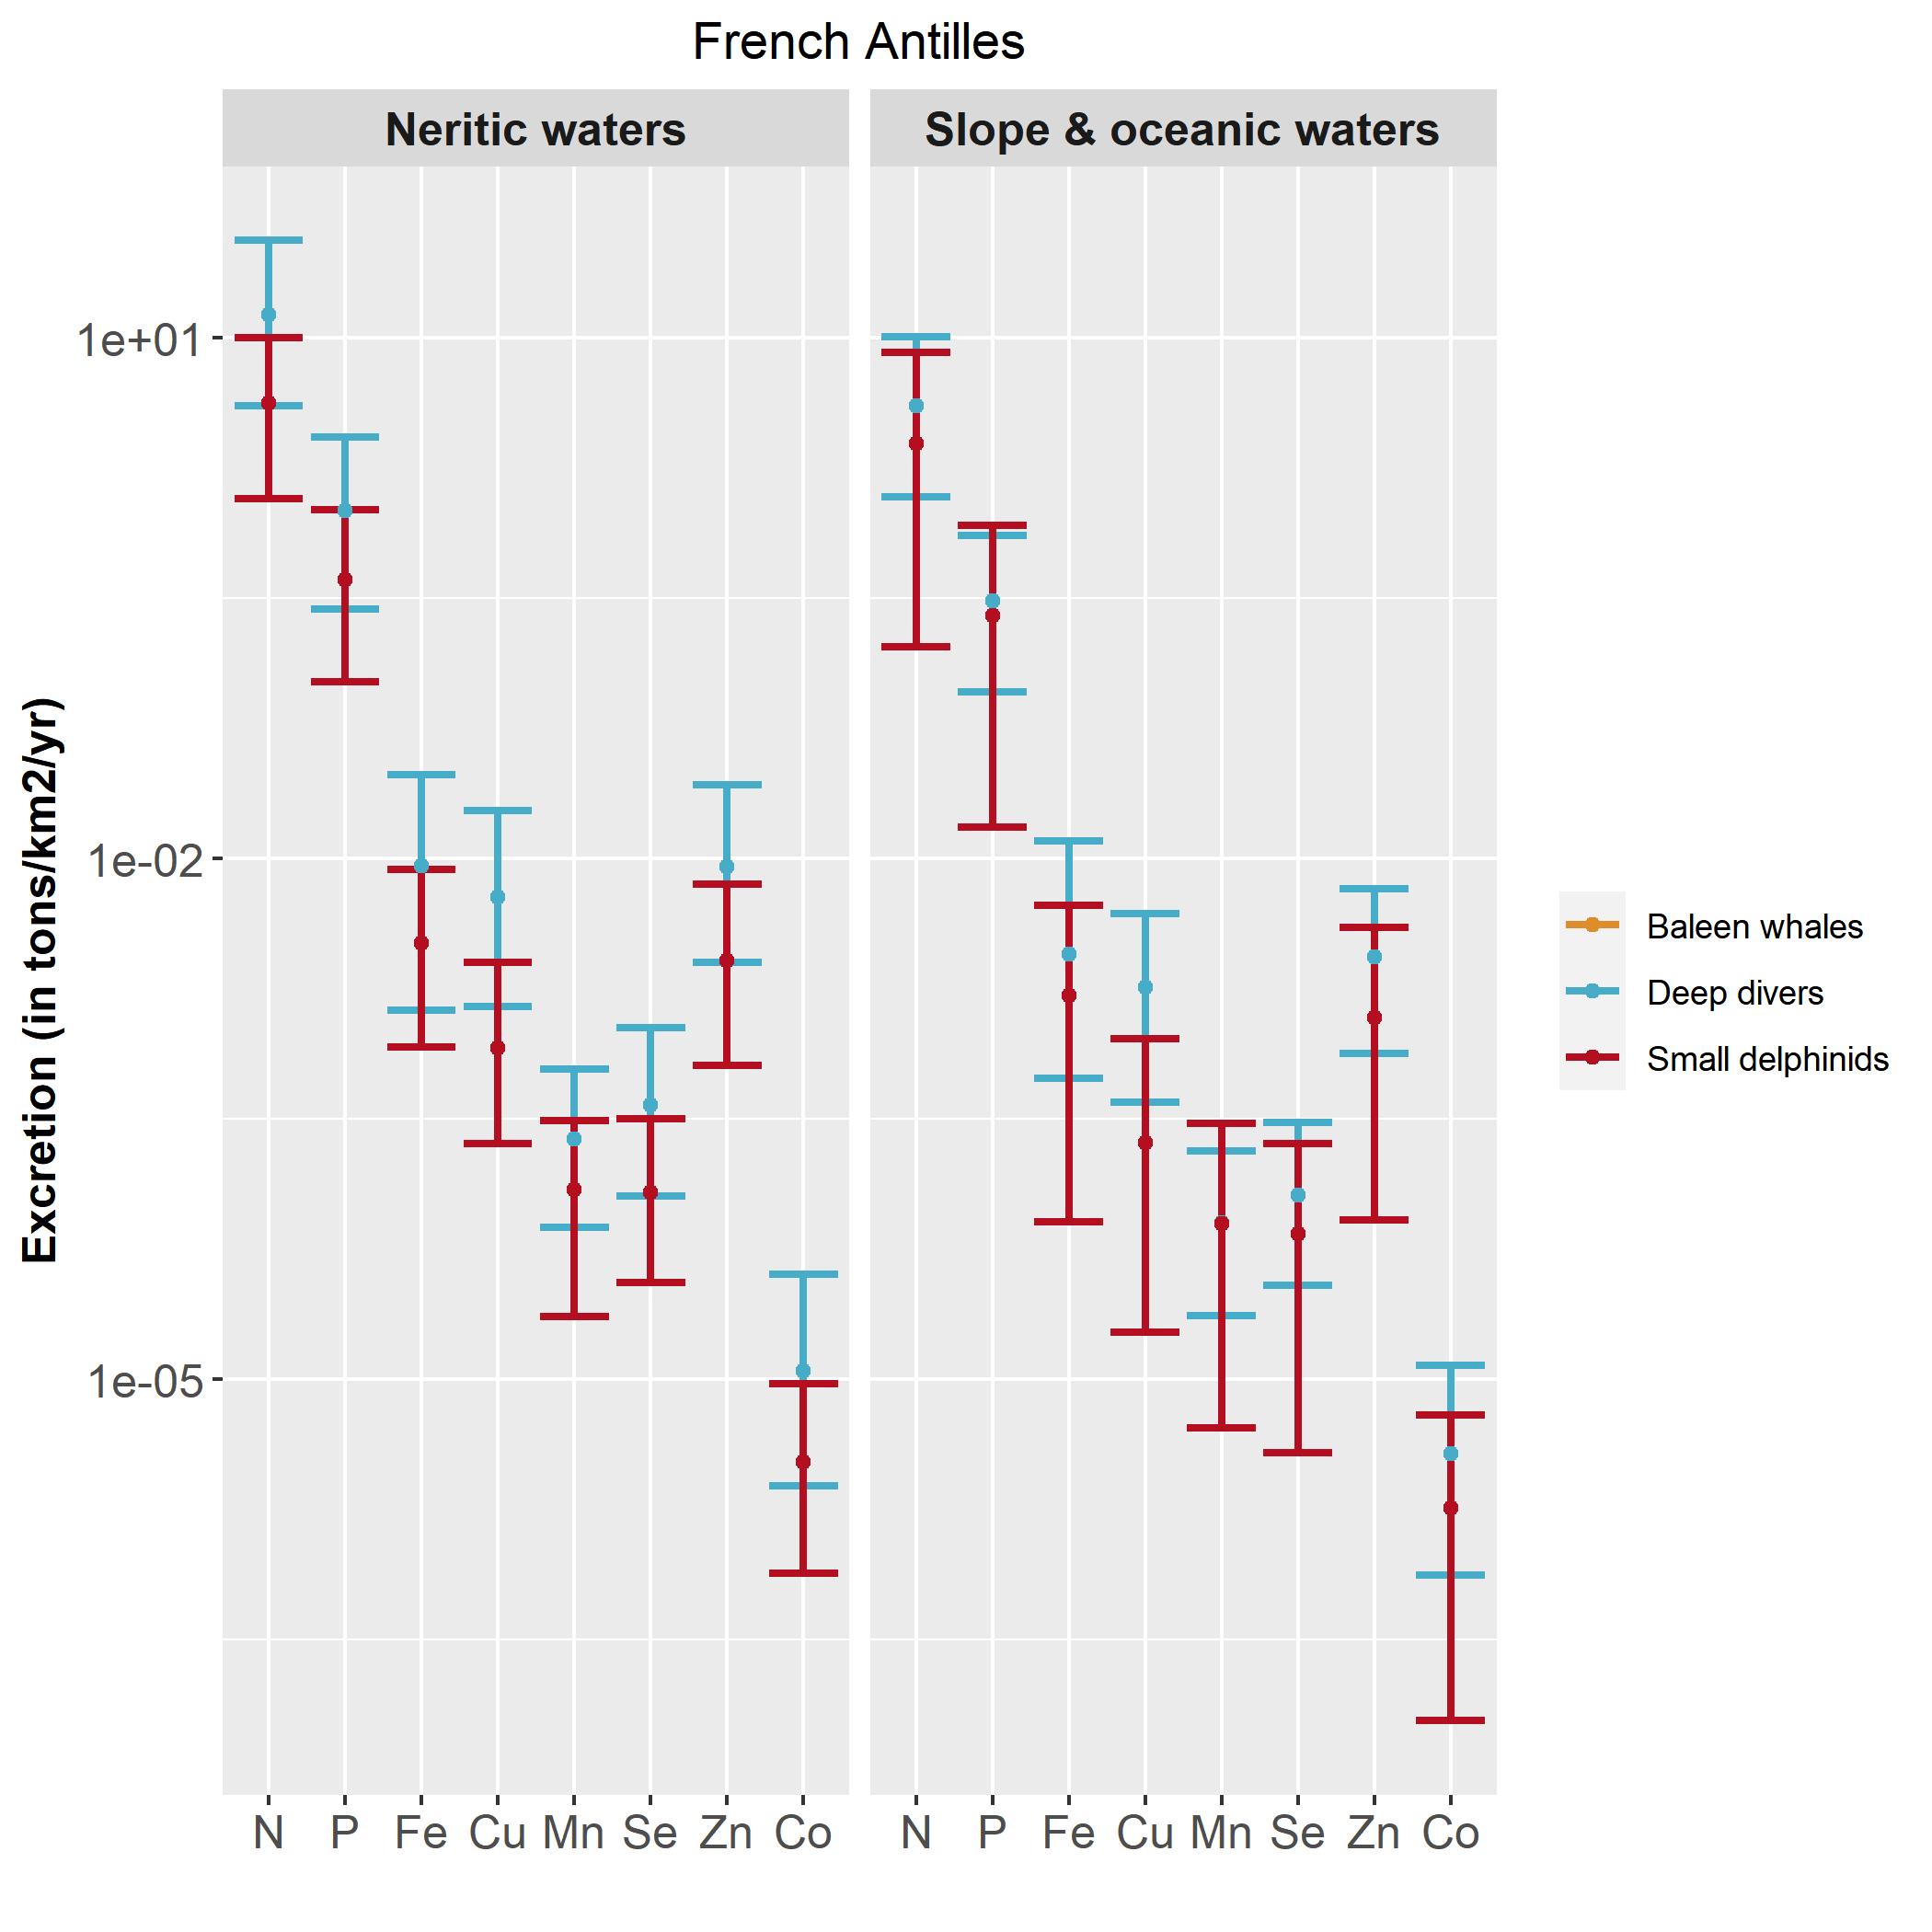 French Antilles
Neritic waters
Slope & oceanic waters
Excretion (in tons/km2/yr)
1e+01
1e-02
1e-05
N P Fe Cu Mn Se Zn Co
N P Fe Cu Mn Se Zn Co
Baleen whales
Deep divers
Small delphinids